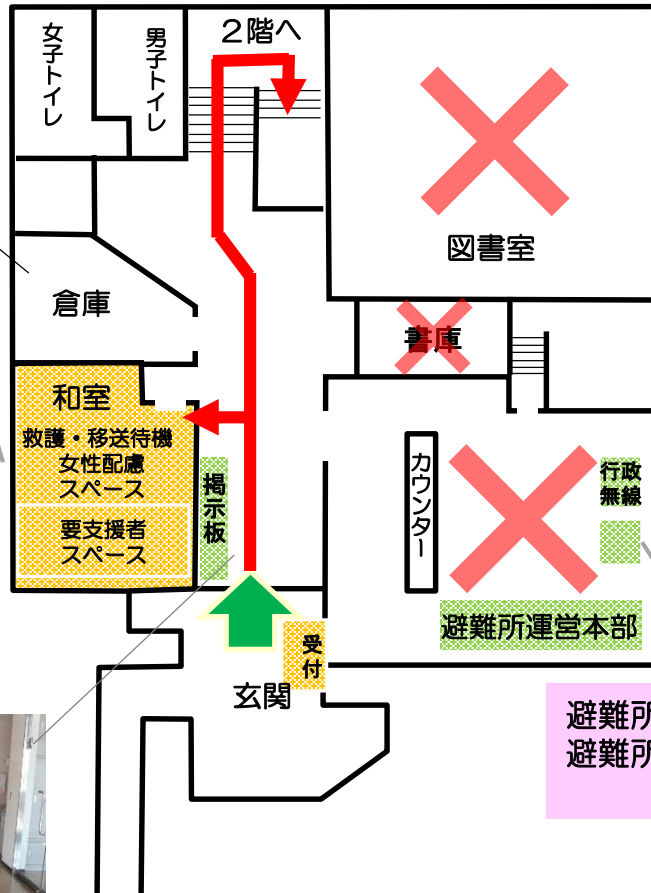 ２階へ
女子トイレ
男子トイレ
図書室
倉庫
書庫
和室
救護・移送待機
女性配慮
スペース
要支援者
スペース
掲示板
カウンター
行政
無線
避難所運営本部
受
付
玄関
避難所
避難所